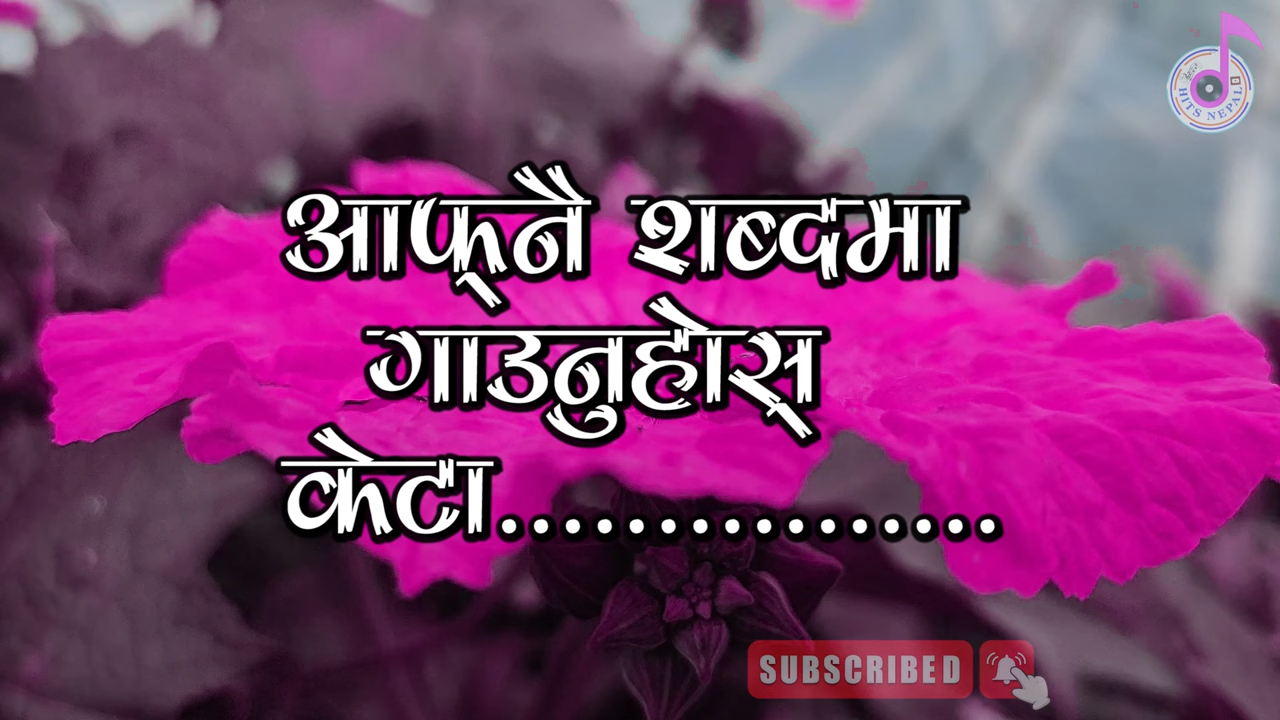 HITS NEPAL
आफ्नै शब्दमा
गाउनुहोस्
केटा................
SUBSCRIBED